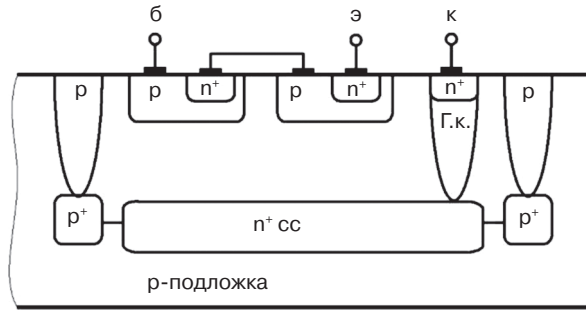 б э к
p p n⁺ p n⁺ n⁺ p
Г.к.
p⁺ n⁺ cc p⁺
p-подложка